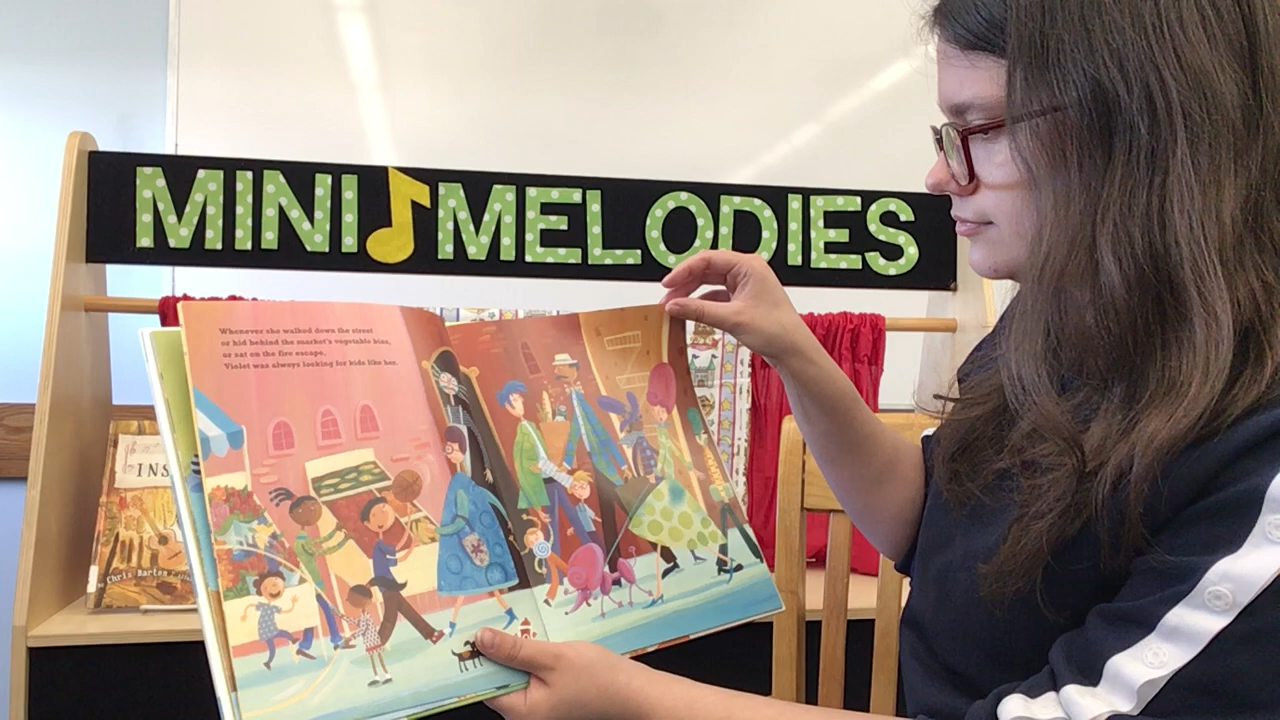 MINI MELODIES
Whenever she walked down the street
or hid behind the market's vegetable bins,
or sat on the fire escape,
Violet was always looking for kids like her.
INS
Chris Barton